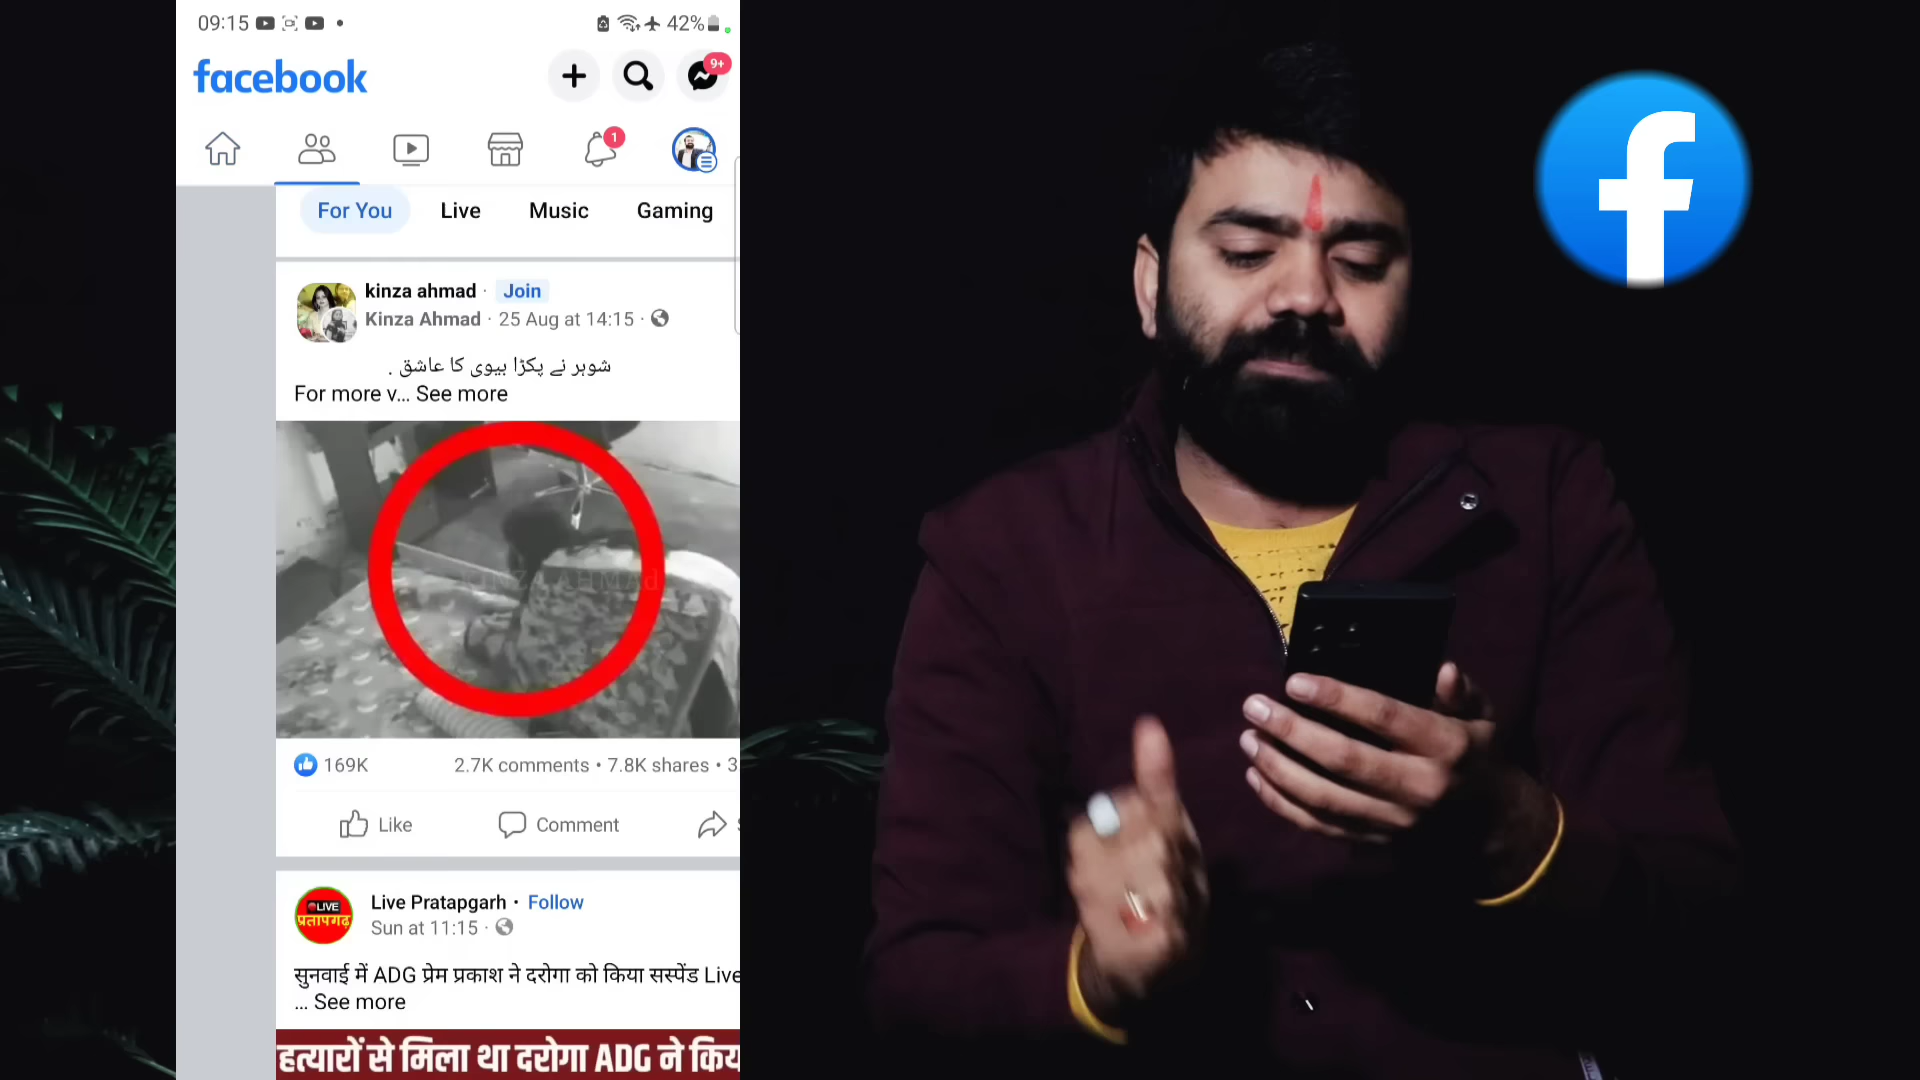 09:15
42%
facebook
9+
1
For You Live Music Gaming
kinza ahmad · Join
Kinza Ahmad · 25 Aug at 14:15 ·
شوہر نے پکڑا بیوی کا عاشق .
For more v... See more
KINZA AHMAd
169K 2.7K comments • 7.8K shares • 3
Like Comment
Live Pratapgarh • Follow
LIVE
प्रतापगढ़
Sun at 11:15 ·
सुनवाई में ADG प्रेम प्रकाश ने दरोगा को किया सस्पेंड Live
... See more
हत्यारों से मिला था दरोगा ADG ने किय